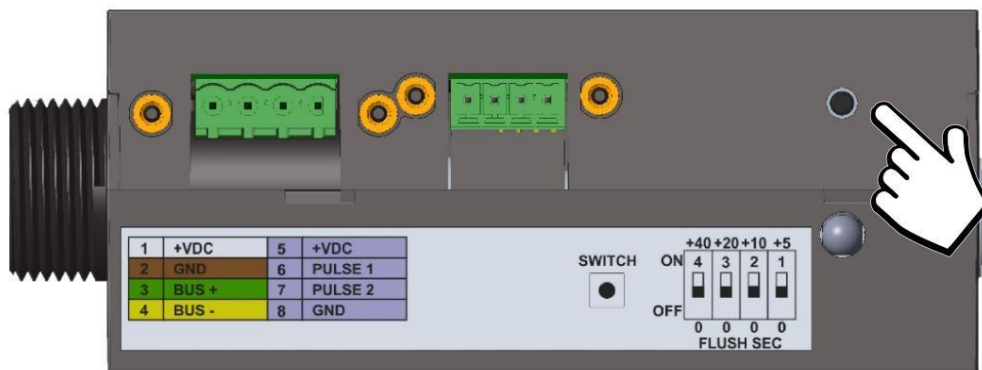 1 +VDC 5 +VDC
2 GND 6 PULSE 1
3 BUS + 7 PULSE 2
4 BUS - 8 GND
SWITCH
+40 +20 +10 +5
ON 4 3 2 1
OFF
0 0 0 0
FLUSH SEC